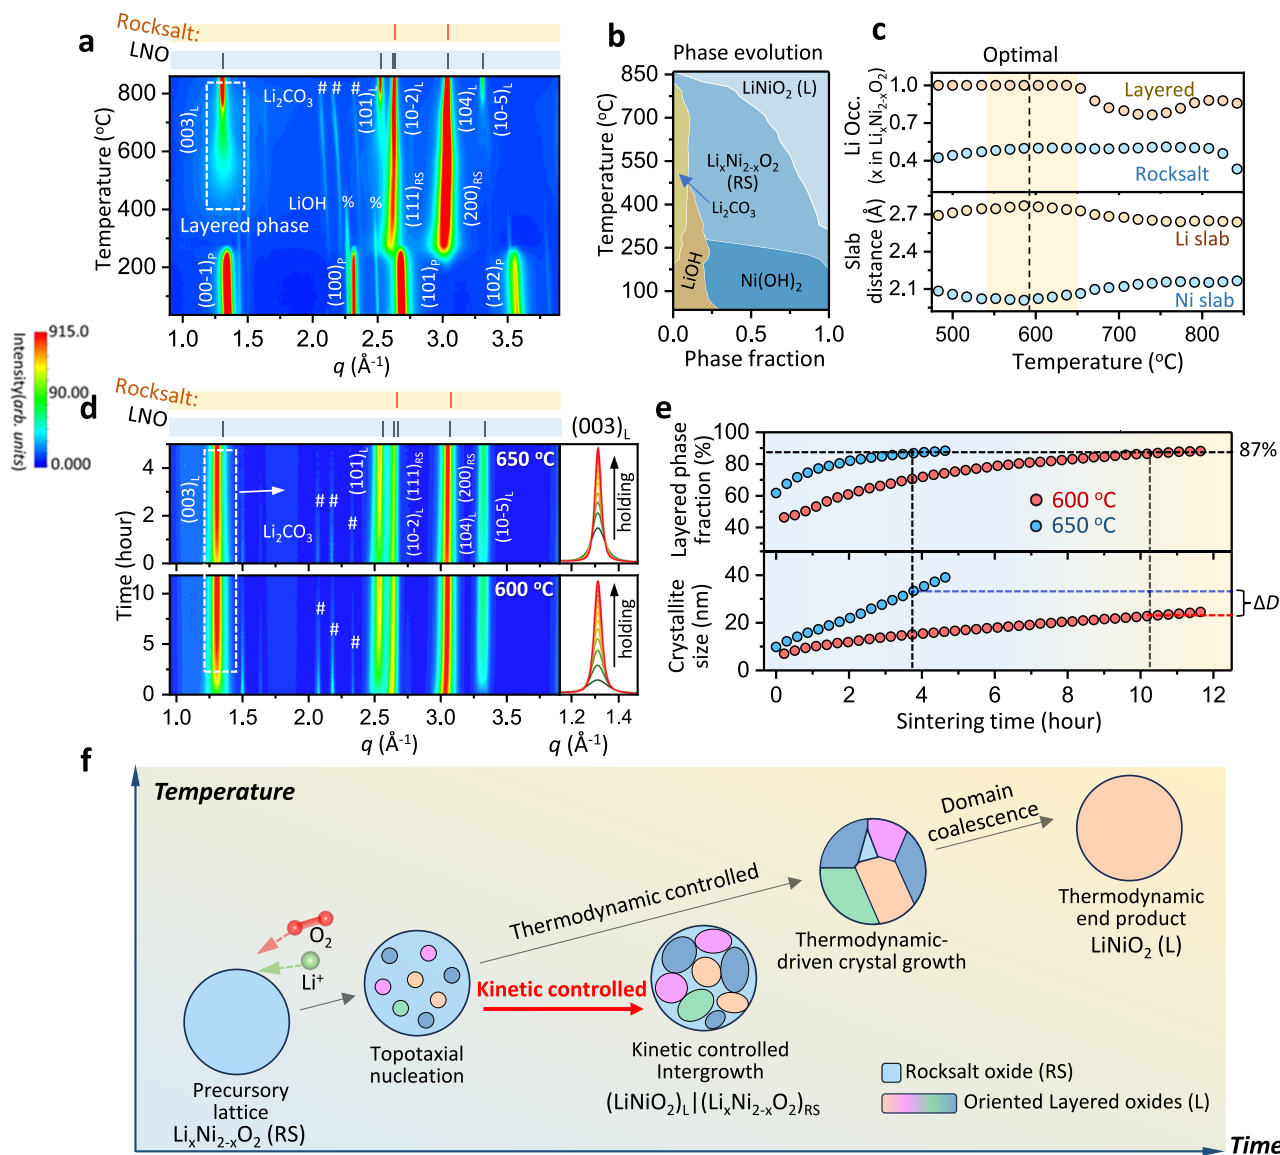 a
Rocksalt:
LNO
Temperature (°C)
800
600
400
200
(003)L
Li2CO3
# #
#
(101)L
(10-2)L
(104)L
(10-5)L
LiOH
%
%
Layered phase
(111)RS
(200)RS
(00-1)P
(100)P
(101)P
(102)P
1.0
1.5
2.0
2.5
3.0
3.5
q (Å-1)
Intensity(arb. units)
915.0
90.00
0.000
b
Phase evolution
Temperature (°C)
850
750
650
550
450
350
250
150
50
LiNiO2 (L)
LixNi2-xO2
(RS)
Li2CO3
LiOH
Ni(OH)2
0.0
0.5
1.0
Phase fraction
c
Optimal
Li Occ.
(x in LixNi2-xO2)
1.0
0.7
0.4
Layered
Rocksalt
Slab
distance (Å)
2.7
2.4
2.1
Li slab
Ni slab
500
600
700
800
Temperature (°C)
d
Rocksalt:
LNO
(003)L
650 °C
(003)L
Li2CO3
# #
#
(101)L
(10-2)L
(111)RS
(104)L
(200)RS
(10-5)L
holding
4
2
0
Time (hour)
600 °C
#
#
#
holding
10
5
0
1.0
1.5
2.0
2.5
3.0
3.5
q (Å-1)
1.2
1.4
q (Å-1)
e
Layered phase
fraction (%)
100
80
60
40
87%
600 °C
650 °C
Crystallite
size (nm)
40
20
0
ΔD
0
2
4
6
8
10
12
Sintering time (hour)
f
Temperature
O2
Li+
Precursory
lattice
LixNi2-xO2 (RS)
Topotaxial
nucleation
Thermodynamic controlled
Kinetic controlled
Kinetic controlled
Intergrowth
(LiNiO2)L|(LixNi2-xO2)RS
Thermodynamic-
driven crystal growth
Domain
coalescence
Thermodynamic
end product
LiNiO2 (L)
Rocksalt oxide (RS)
Oriented Layered oxides (L)
Time